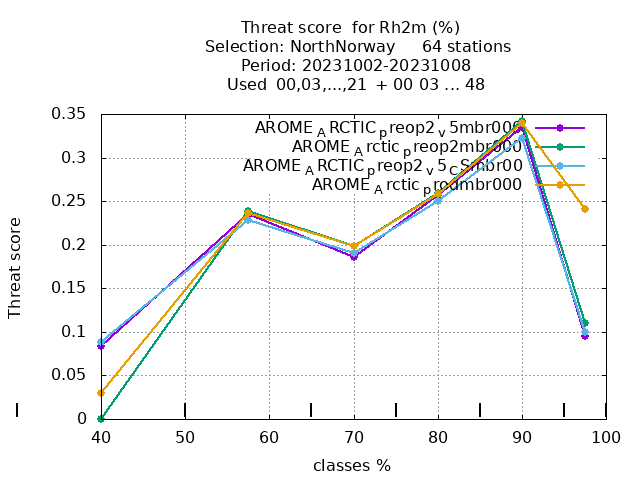 Threat score for Rh2m (%)
Selection: NorthNorway 64 stations
Period: 20231002-20231008
Used 00,03,...,21 + 00 03 ... 48
AROME_ARCTIC_preop2_v5mbr000
AROME_Arctic_preop2mbr000
AROME_ARCTIC_preop2_v5_CSmbr00
AROME_Arctic_prodmbr000
0.35
0.3
0.25
0.2
0.15
0.1
0.05
0
Threat score
40 50 60 70 80 90 100
classes %